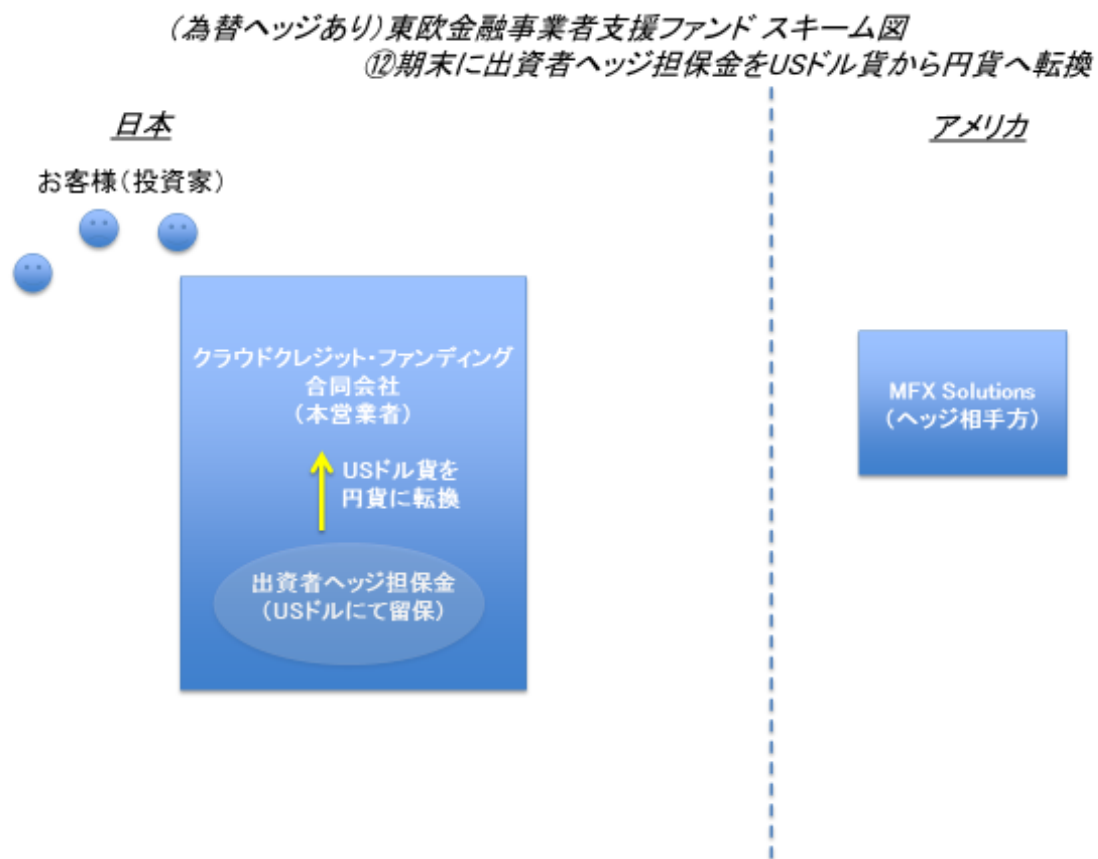 （為替ヘッジあり）東欧金融事業者支援ファンド スキーム図
⑫期末に出資者ヘッジ担保金をUSドル貨から円貨へ転換
日本
アメリカ
お客様（投資家）
クラウドクレジット・ファンディング
合同会社
（本営業者）
USドル貨を
円貨に転換
出資者ヘッジ担保金
（USドルにて留保）
MFX Solutions
（ヘッジ相手方）